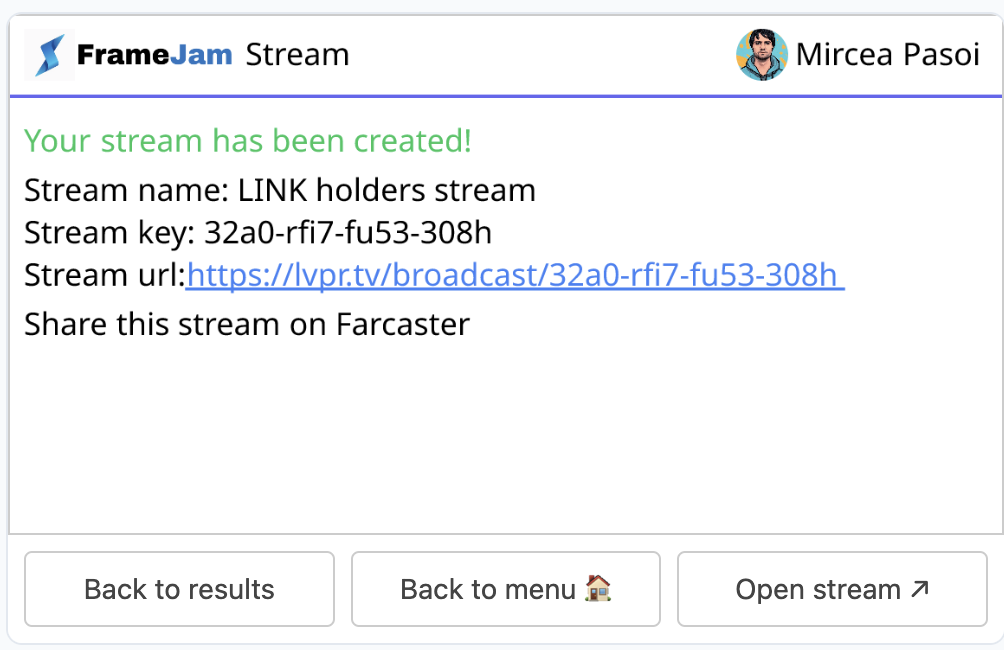 FrameJam Stream
Mircea Pasoi
Your stream has been created!
Stream name: LINK holders stream
Stream key: 32a0-rfi7-fu53-308h
Stream url:https://lvpr.tv/broadcast/32a0-rfi7-fu53-308h
Share this stream on Farcaster
Back to results
Back to menu 🏠
Open stream ↗